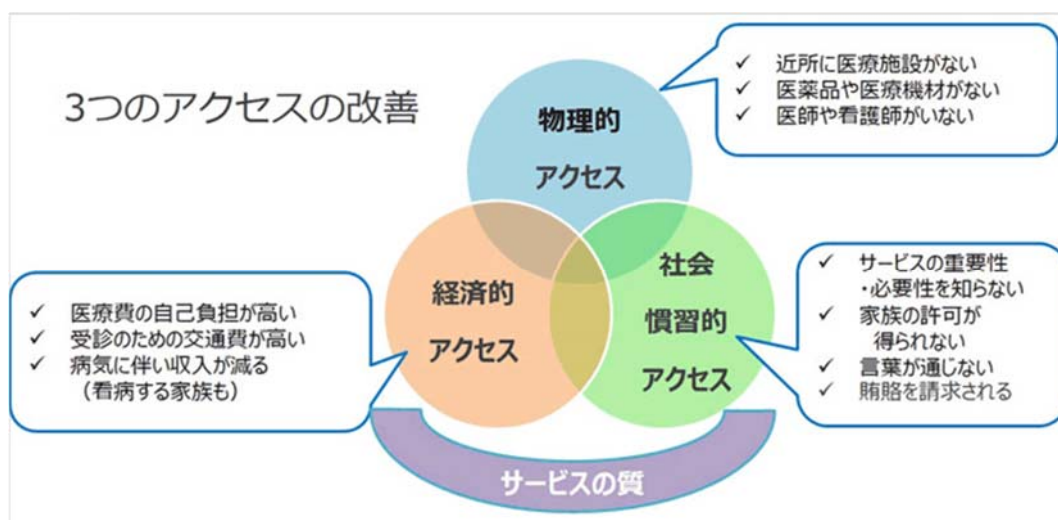 3つのアクセスの改善
物理的
アクセス
✓ 近所に医療施設がない
✓ 医薬品や医療機材がない
✓ 医師や看護師がいない
経済的
アクセス
✓ 医療費の自己負担が高い
✓ 受診のための交通費が高い
✓ 病気に伴い収入が減る
（看病する家族も）
社会
慣習的
アクセス
✓ サービスの重要性
・必要性を知らない
✓ 家族の許可が
得られない
✓ 言葉が通じない
✓ 賄賂を請求される
サービスの質